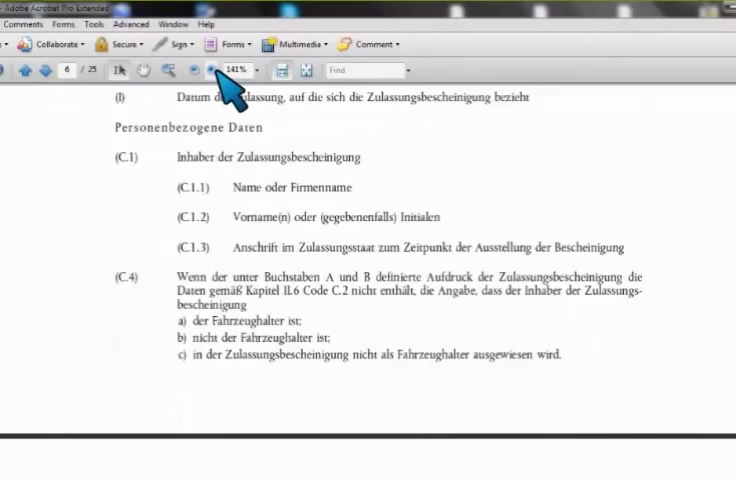 - Adobe Acrobat Pro Extended
Comments Forms Tools Advanced Window Help
Collaborate Secure Sign Forms Multimedia Comment
6 / 25 141% Find
(I) Datum der Zulassung, auf die sich die Zulassungsbescheinigung bezieht
Personenbezogene Daten
(C.1) Inhaber der Zulassungsbescheinigung
(C.1.1) Name oder Firmenname
(C.1.2) Vorname(n) oder (gegebenenfalls) Initialen
(C.1.3) Anschrift im Zulassungsstaat zum Zeitpunkt der Ausstellung der Bescheinigung
(C.4) Wenn der unter Buchstaben A und B definierte Aufdruck der Zulassungsbescheinigung die
Daten gemäß Kapitel II.6 Code C.2 nicht enthält, die Angabe, dass der Inhaber der Zulassungs-
bescheinigung
a) der Fahrzeughalter ist;
b) nicht der Fahrzeughalter ist;
c) in der Zulassungsbescheinigung nicht als Fahrzeughalter ausgewiesen wird.